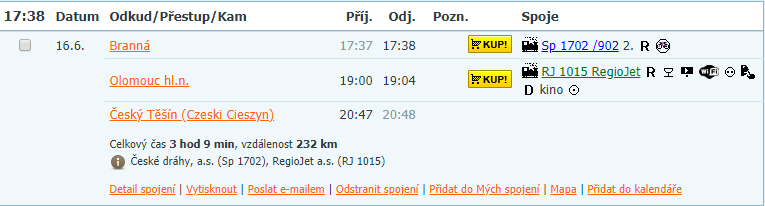 17:38 Datum Odkud/Přestup/Kam Příj. Odj. Pozn. Spoje
16.6. Branná 17:37 17:38 KUP! Sp 1702 /902 2. R
Olomouc hl.n. 19:00 19:04 KUP! RJ 1015 RegioJet R WiFi
D kino
Český Těšín (Czeski Cieszyn) 20:47 20:48
Celkový čas 3 hod 9 min, vzdálenost 232 km
České dráhy, a.s. (Sp 1702), RegioJet a.s. (RJ 1015)
Detail spojení | Vytisknout | Poslat e-mailem | Odstranit spojení | Přidat do Mých spojení | Mapa | Přidat do kalendáře